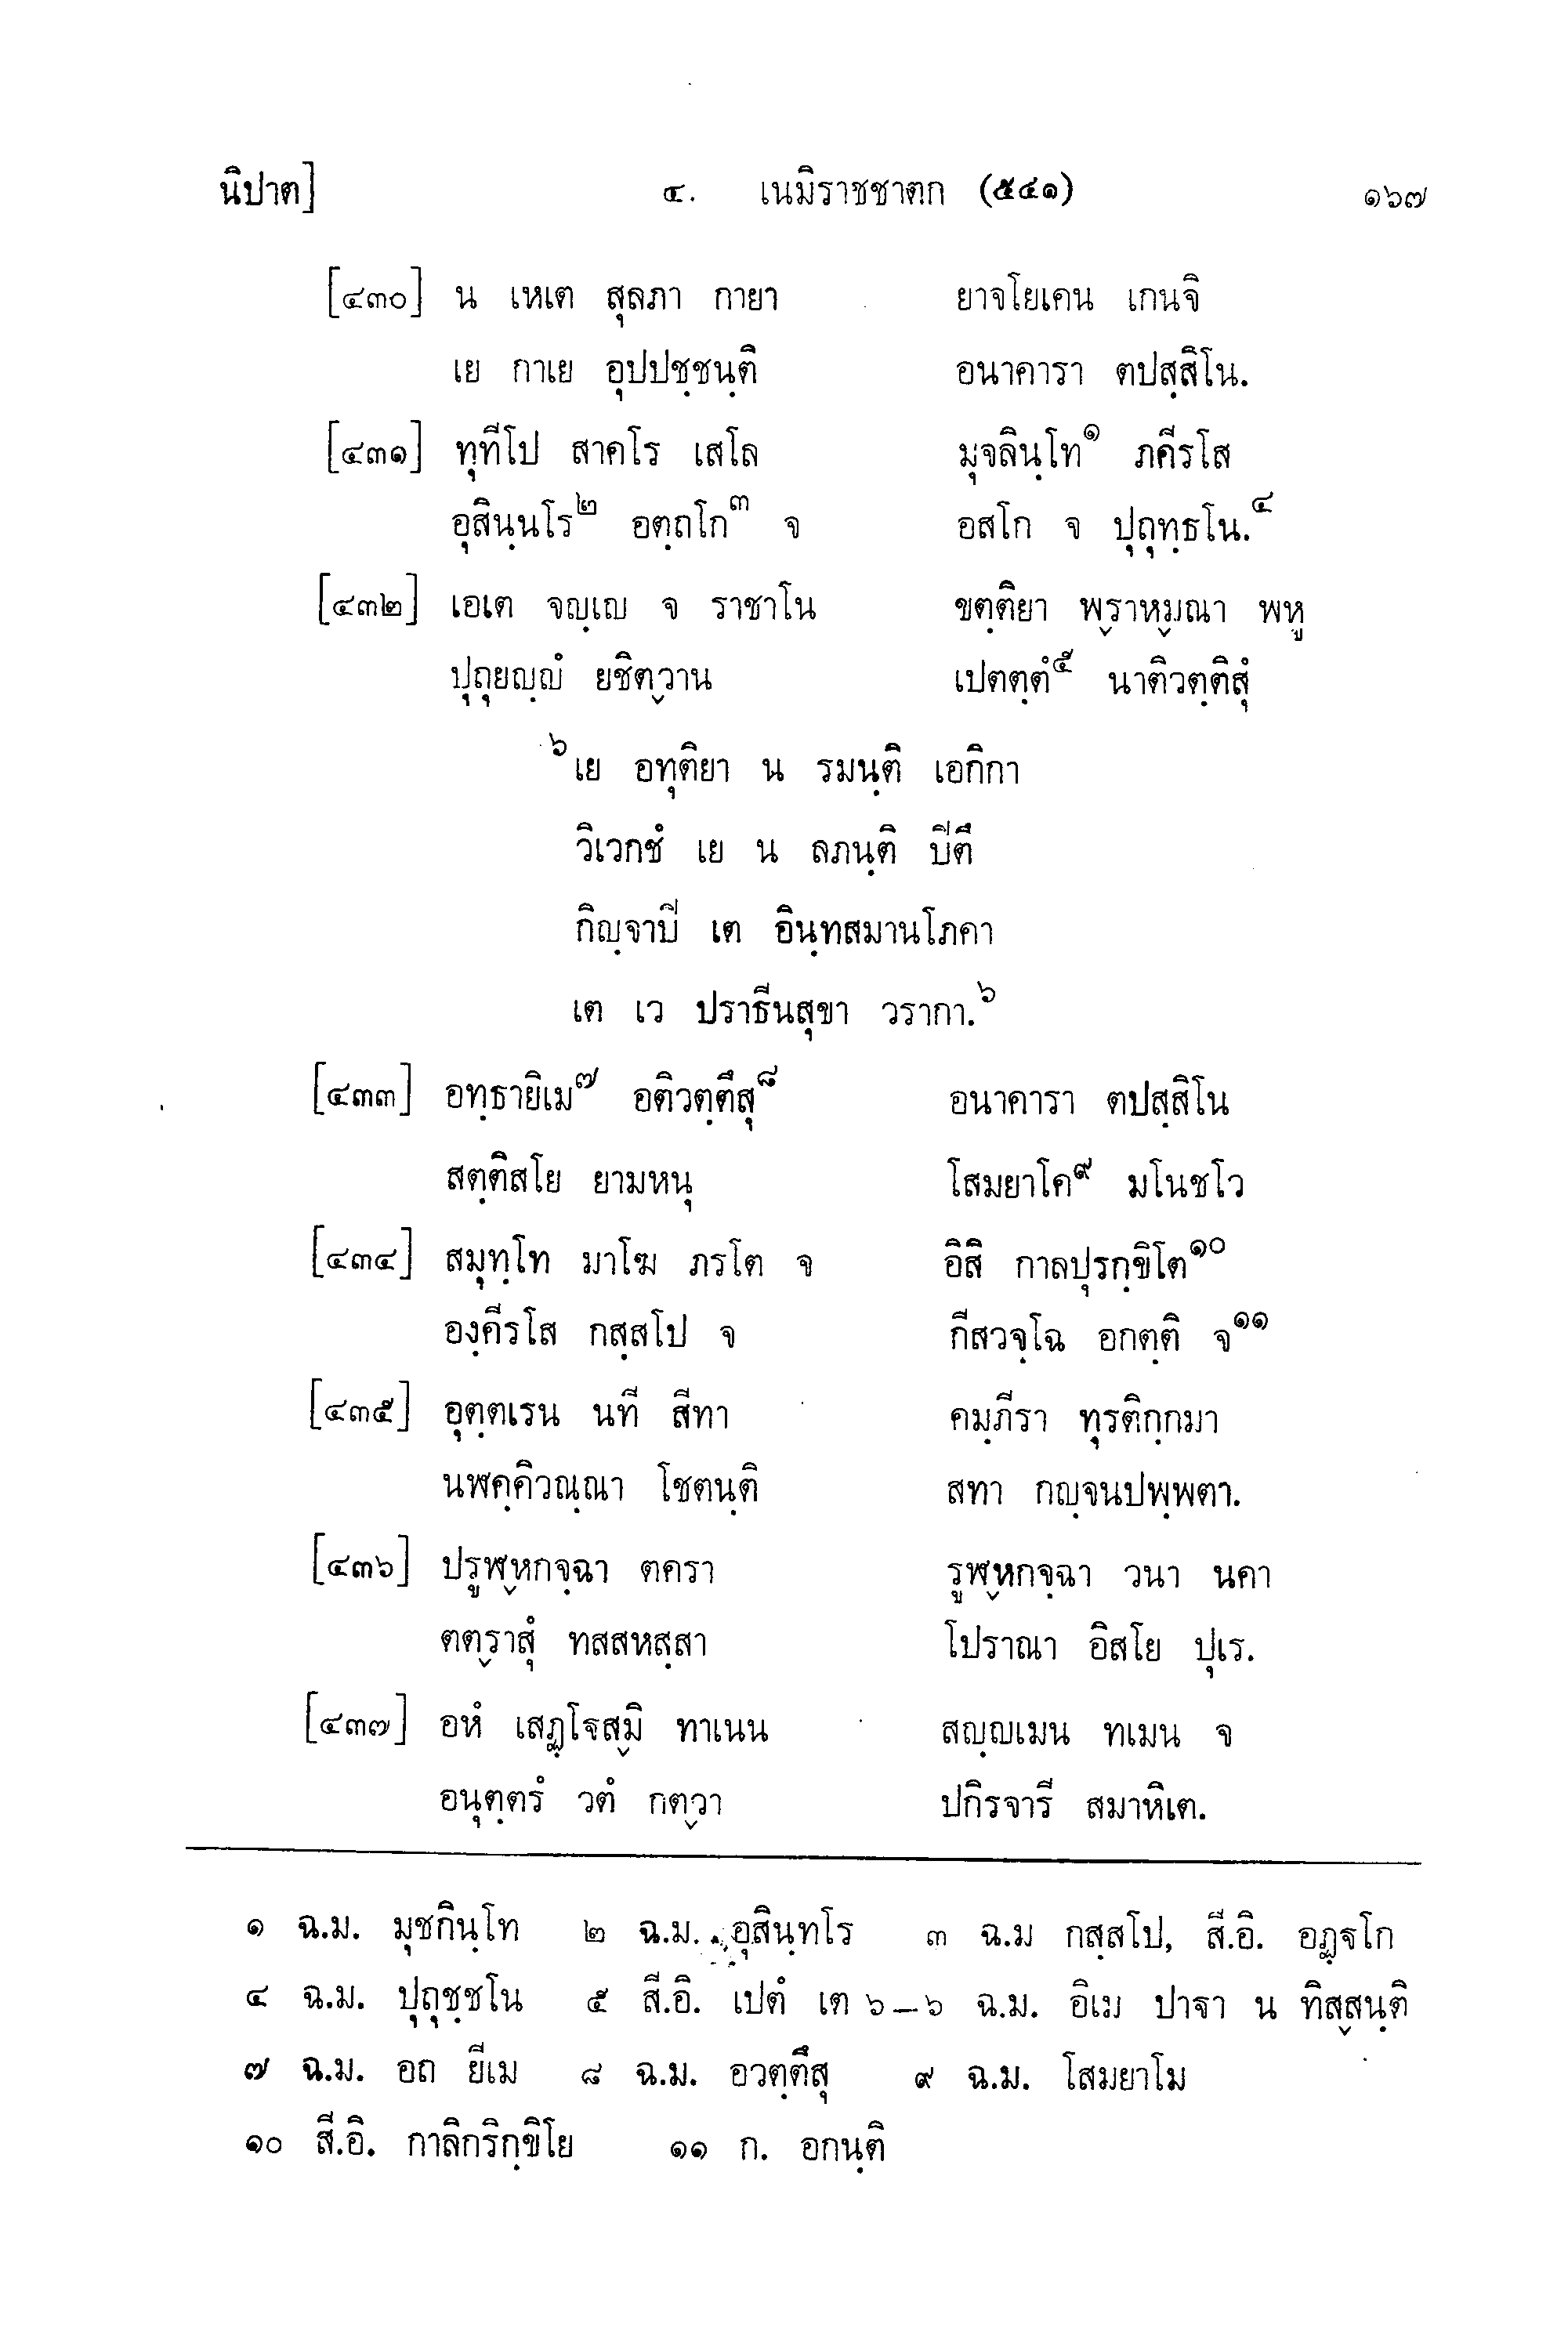 นิปาต] ๔. เนมิราชชาตก (๕๔๑) ๑๖๗
[๔๓๐] น เหเต สุลภา กายา ยาจโยเคน เกนจิ
เย กาเย อุปปชฺชนฺติ อนาคารา ตปสฺสิโน.
[๔๓๑] ทุทีโป สาคโร เสโล มุจลินฺโท๑ ภคีรโส
อุสินฺนโร๒ อตฺถโก๓ จ อสโก จ ปุถุทฺธโน.๔
[๔๓๒] เอเต จญฺเญ จ ราชาโน ขตฺติยา พฺราหฺมณา พหู
ปุถุยญฺญํ ยชิตฺวาน เปตตฺตํ๕ นาติวตฺติสุํ
๖เย อทุติยา น รมนฺติ เอกิกา
วิเวกชํ เย น ลภนฺติ ปีตึ
กิญฺจาปี เต อินฺทสมานโภคา
เต เว ปราธีนสุขา วรากา.๖
[๔๓๓] อทฺธายิเม๗ อติวตฺตึสุ๘ อนาคารา ตปสฺสิโน
สตฺติสโย ยามหนุ โสมยาโค๙ มโนชโว
[๔๓๔] สมุทฺโท มาโฆ ภรโต จ อิสิ กาลปุรกฺขิโต๑๐
องฺคีรโส กสฺสโป จ กีสวจฺโฉ อกตฺติ จ๑๑
[๔๓๕] อุตฺตเรน นที สีทา คมฺภีรา ทุรติกฺกมา
นฬคฺคิวณฺณา โชตนฺติ สทา กญฺจนปพฺพตา.
[๔๓๖] ปรูฬฺหกจฺฉา ตครา รูฬฺหกจฺฉา วนา นคา
ตตฺราสุํ ทสสหสฺสา โปราณา อิสโย ปุเร.
[๔๓๗] อหํ เสฏฺโฐสฺมิ ทาเนน สญฺญเมน ทเมน จ
อนุตฺตรํ วตํ กตฺวา ปกิรจารี สมาหิเต.
๑ ฉ.ม. มุชกินฺโท ๒ ฉ.ม. อุสินฺทโร ๓ ฉ.ม กสฺสโป, สี.อิ. อฏฺฐโก
๔ ฉ.ม. ปุถุชฺชโน ๕ สี.อิ. เปตํ เต ๖–๖ ฉ.ม. อิเม ปาฐา น ทิสฺสนฺติ
๗ ฉ.ม. อถ ยีเม ๘ ฉ.ม. อวตฺตึสุ ๙ ฉ.ม. โสมยาโม
๑๐ สี.อิ. กาลิกริกฺขิโย ๑๑ ก. อกนฺติ